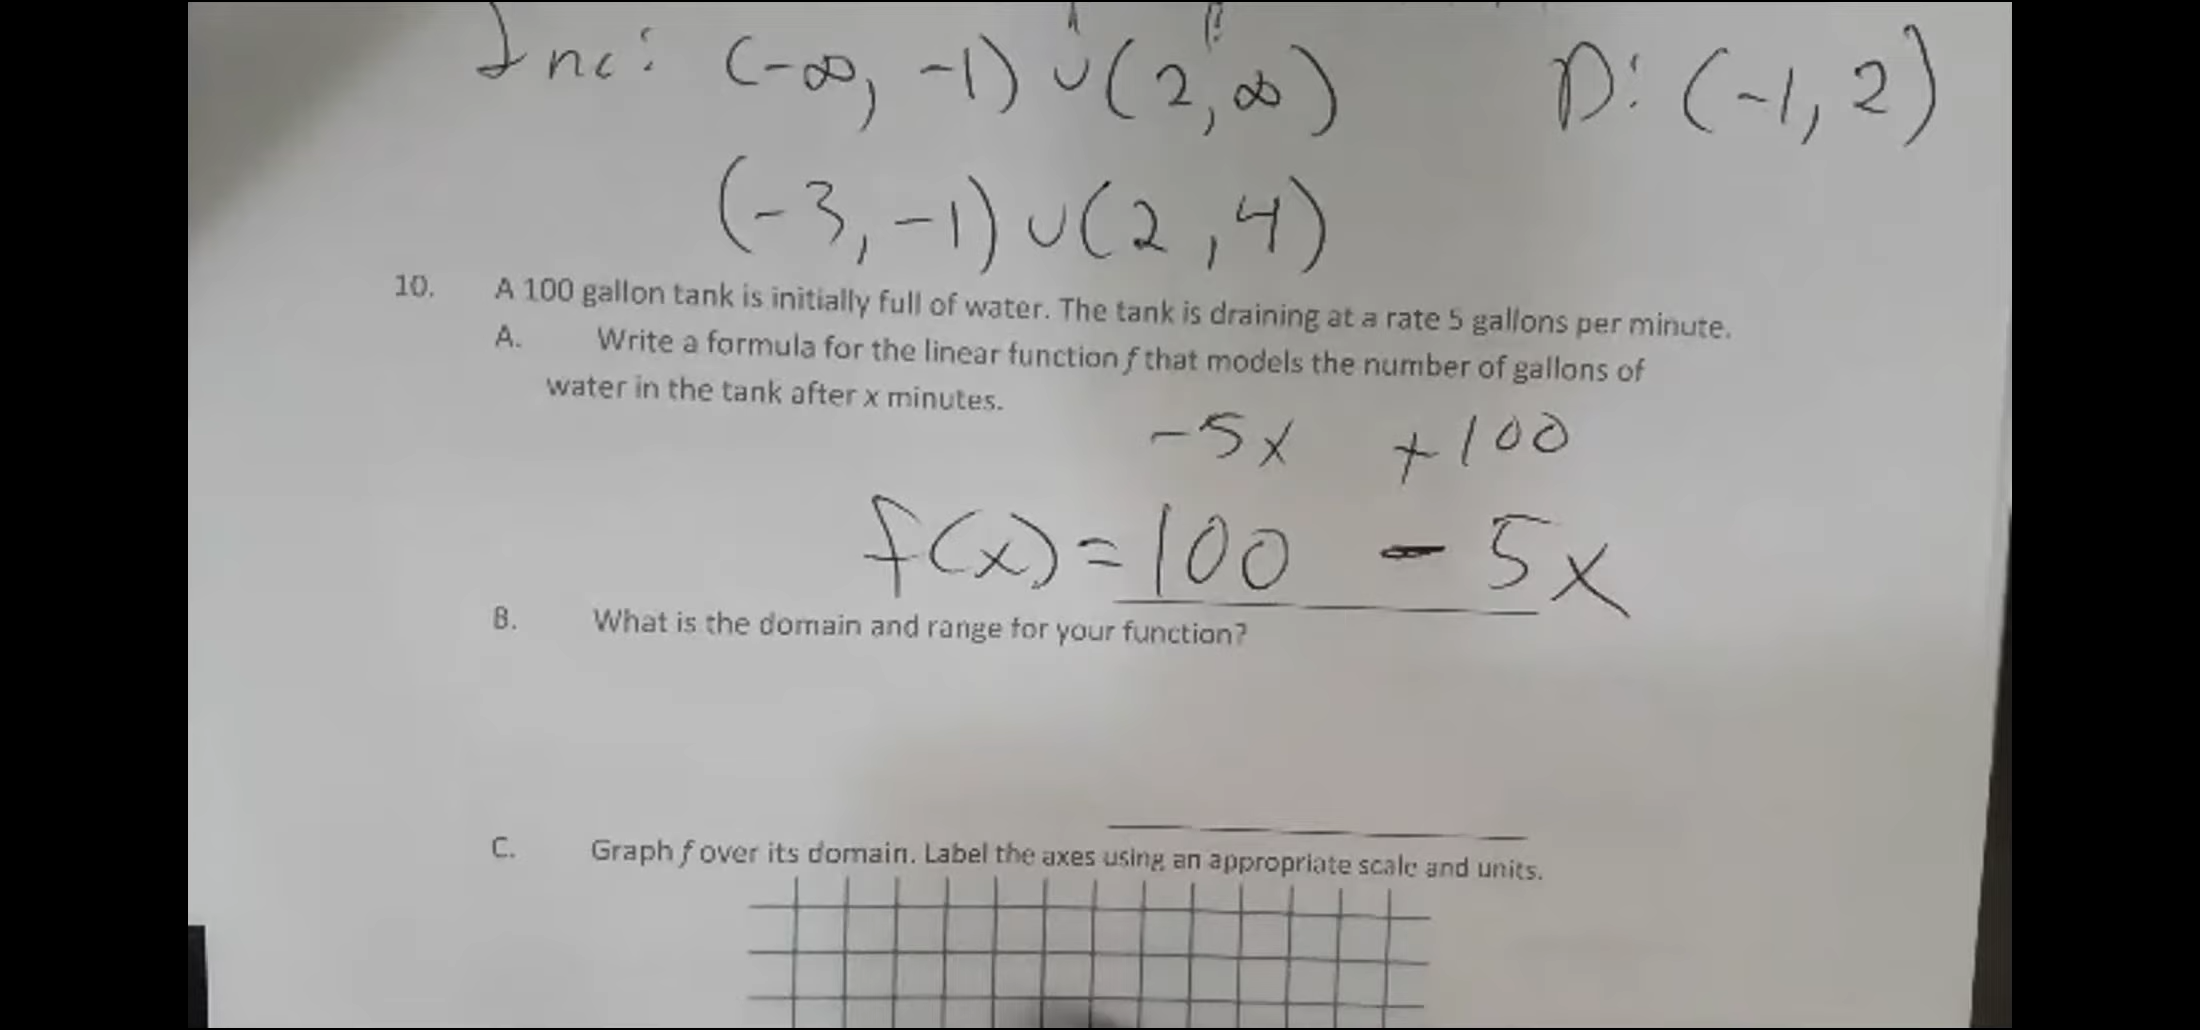 Inc: (-∞, -1) ∪ (2, ∞) D: (-1, 2)
(-3, -1) ∪ (2, 4)
10. A 100 gallon tank is initially full of water. The tank is draining at a rate 5 gallons per minute.
A. Write a formula for the linear function f that models the number of gallons of
water in the tank after x minutes.
-5x +100
f(x) = 100 - 5x
B. What is the domain and range for your function?
C. Graph f over its domain. Label the axes using an appropriate scale and units.